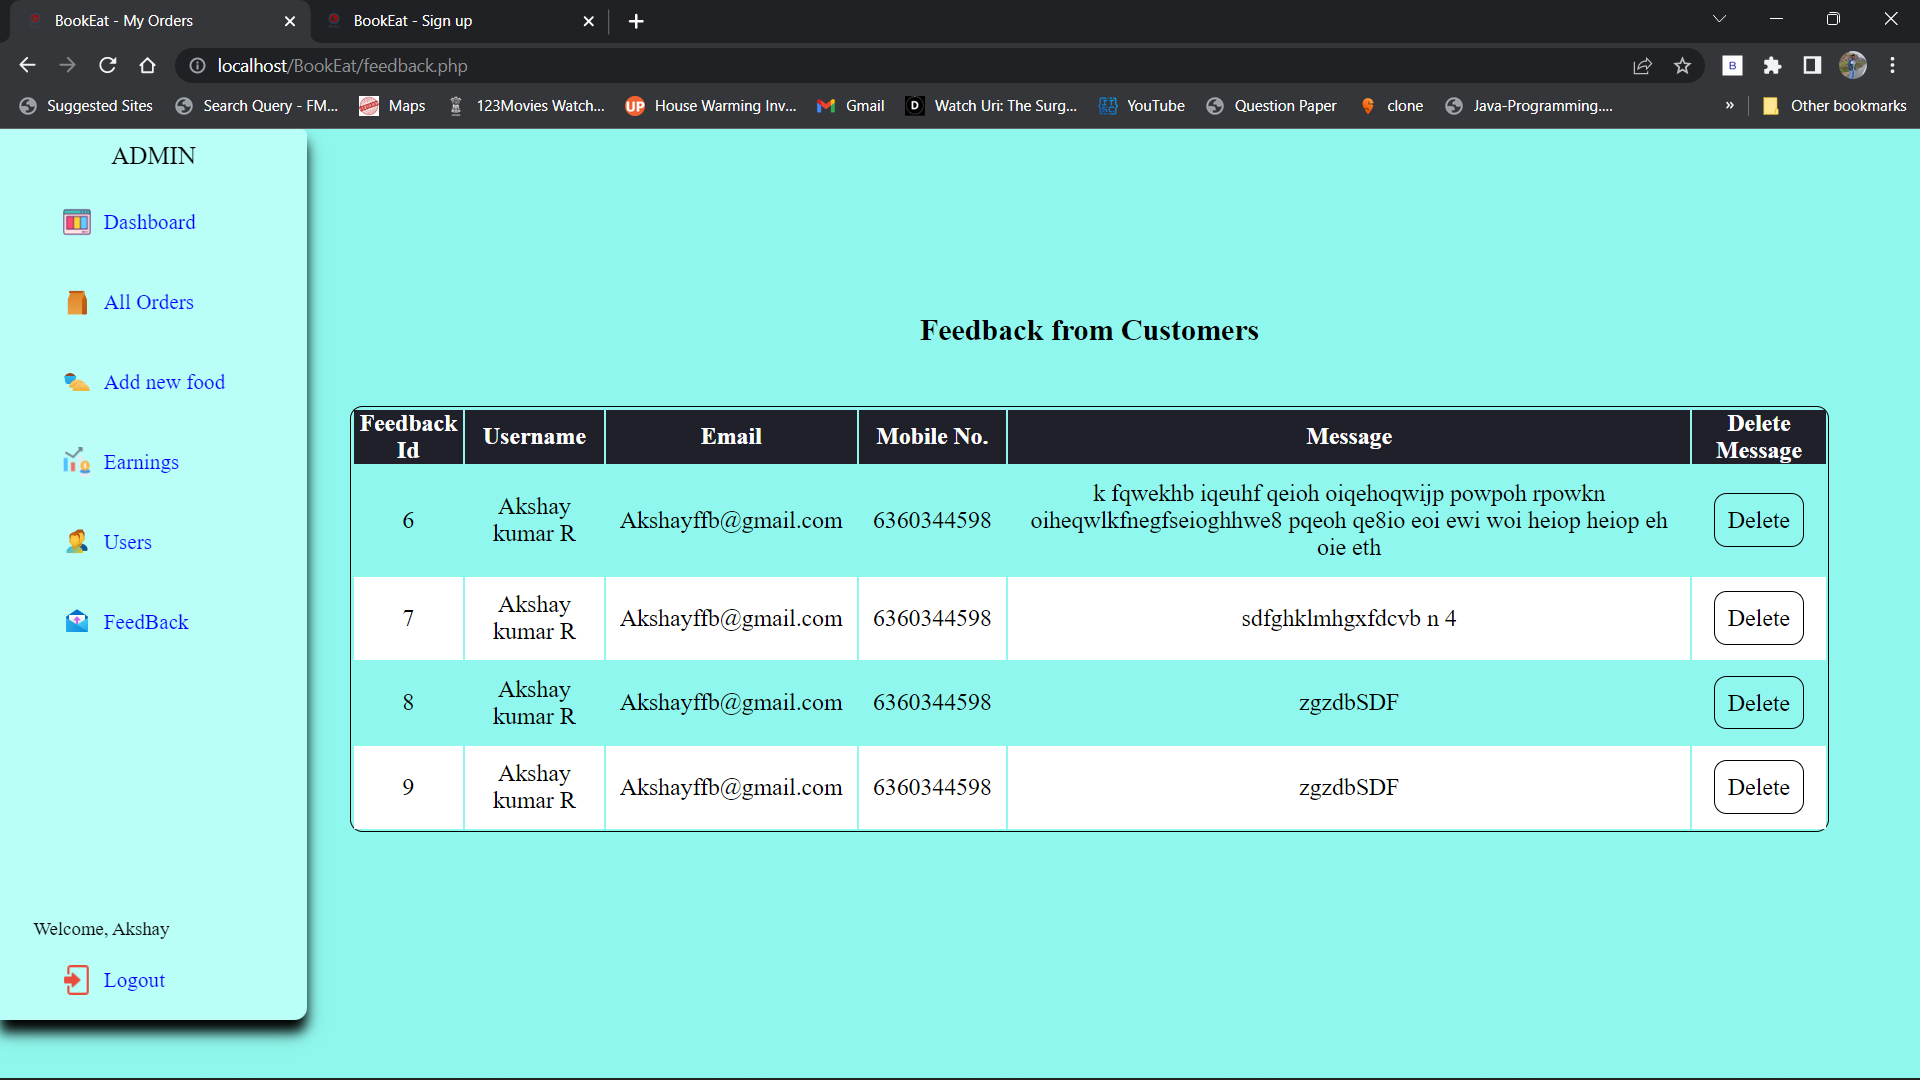 BookEat - My Orders
BookEat - Sign up
localhost/BookEat/feedback.php
B
Suggested Sites
Search Query - FM...
Maps
123Movies Watch...
UP
House Warming Inv...
Gmail
D
Watch Uri: The Surg...
YouTube
Question Paper
clone
Java-Programming....
»
Other bookmarks
ADMIN
Dashboard
All Orders
Add new food
Earnings
Users
FeedBack
Welcome, Akshay
Logout
Feedback from Customers
Feedback
Id
Username
Email
Mobile No.
Message
Delete
Message
6
Akshay
kumar R
Akshayffb@gmail.com
6360344598
k fqwekhb iqeuhf qeioh oiqehoqwijp powpoh rpowkn
oiheqwlkfnegfseioghhwe8 pqeoh qe8io eoi ewi woi heiop heiop eh
oie eth
Delete
7
Akshay
kumar R
Akshayffb@gmail.com
6360344598
sdfghklmhgxfdcvb n 4
Delete
8
Akshay
kumar R
Akshayffb@gmail.com
6360344598
zgzdbSDF
Delete
9
Akshay
kumar R
Akshayffb@gmail.com
6360344598
zgzdbSDF
Delete